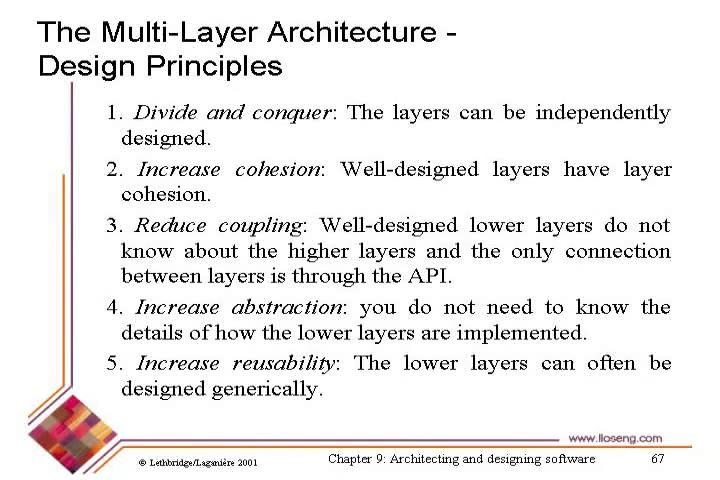 The Multi-Layer Architecture -
Design Principles
1. Divide and conquer: The layers can be independently
designed.
2. Increase cohesion: Well-designed layers have layer
cohesion.
3. Reduce coupling: Well-designed lower layers do not
know about the higher layers and the only connection
between layers is through the API.
4. Increase abstraction: you do not need to know the
details of how the lower layers are implemented.
5. Increase reusability: The lower layers can often be
designed generically.
www.lloseng.com
© Lethbridge/Laganière 2001
Chapter 9: Architecting and designing software
67